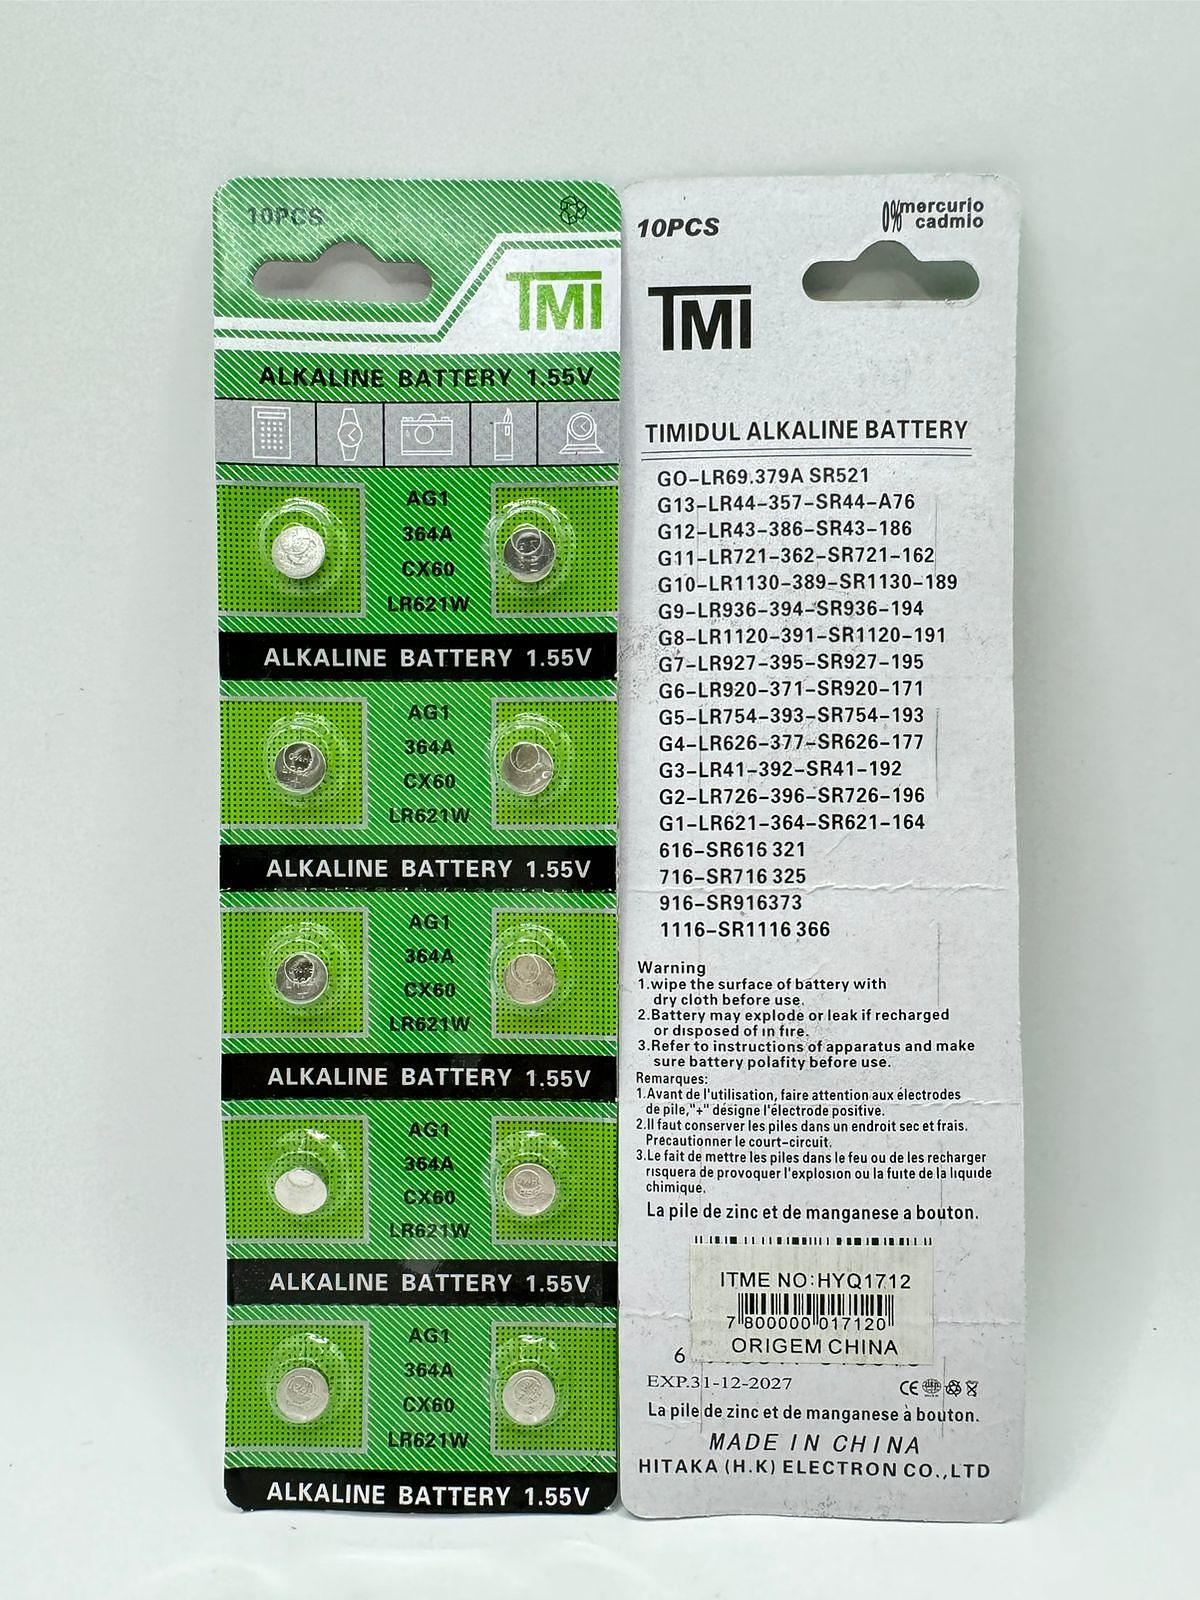 10PCS
TMI
ALKALINE BATTERY 1.55V
AG1
364A
CX60
LR621W
ALKALINE BATTERY 1.55V
AG1
364A
CX60
LR621W
ALKALINE BATTERY 1.55V
AG1
364A
CX60
LR621W
ALKALINE BATTERY 1.55V
AG1
364A
CX60
LR621W
ALKALINE BATTERY 1.55V
AG1
364A
CX60
LR621W
ALKALINE BATTERY 1.55V
10PCS
0% mercurio
cadmio
TMI
TIMIDUL ALKALINE BATTERY
GO-LR69.379A SR521
G13-LR44-357-SR44-A76
G12-LR43-386-SR43-186
G11-LR721-362-SR721-162
G10-LR1130-389-SR1130-189
G9-LR936-394-SR936-194
G8-LR1120-391-SR1120-191
G7-LR927-395-SR927-195
G6-LR920-371-SR920-171
G5-LR754-393-SR754-193
G4-LR626-377-SR626-177
G3-LR41-392-SR41-192
G2-LR726-396-SR726-196
G1-LR621-364-SR621-164
616-SR616 321
716-SR716 325
916-SR916373
1116-SR1116 366
Warning
1.wipe the surface of battery with
dry cloth before use.
2.Battery may explode or leak if recharged
or disposed of in fire.
3.Refer to instructions of apparatus and make
sure battery polafity before use.
Remarques:
1.Avant de l'utilisation, faire attention aux électrodes
de pile,"+" désigne l'électrode positive.
2.Il faut conserver les piles dans un endroit sec et frais.
Précautionner le court-circuit.
3.Le fait de mettre les piles dans le feu ou de les recharger
risquera de provoquer l'explosion ou la fuite de la liquide
chimique.
La pile de zinc et de manganese a bouton.
ITME NO:HYQ1712
7 800000 017120
ORIGEM CHINA
6
EXP.31-12-2027
CE
La pile de zinc et de manganese à bouton.
MADE IN CHINA
HITAKA (H.K) ELECTRON CO.,LTD